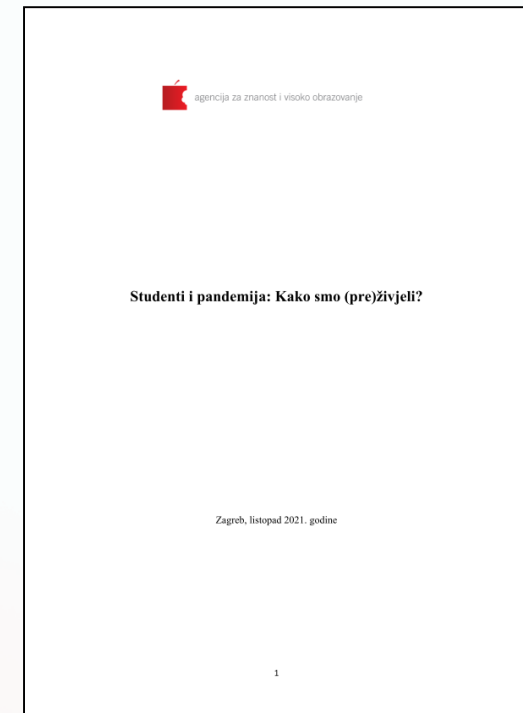 agencija za znanost i visoko obrazovanje
Studenti i pandemija: Kako smo (pre)živjeli?
Zagreb, listopad 2021. godine
1